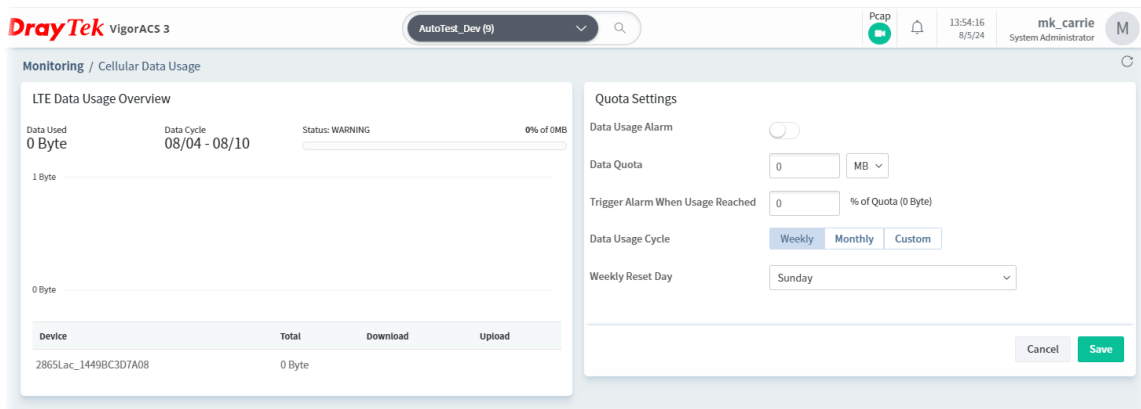 DrayTek VigorACS 3
AutoTest_Dev (9)
Pcap
13:54:16
8/5/24
mk_carrie
System Administrator
M
Monitoring / Cellular Data Usage
LTE Data Usage Overview
Data Used
0 Byte
Data Cycle
08/04 - 08/10
Status: WARNING
0% of 0MB
1 Byte
0 Byte
Device Total Download Upload
2865Lac_1449BC3D7A08 0 Byte
Quota Settings
Data Usage Alarm
Data Quota 0 MB
Trigger Alarm When Usage Reached 0 % of Quota (0 Byte)
Data Usage Cycle Weekly Monthly Custom
Weekly Reset Day Sunday
Cancel Save